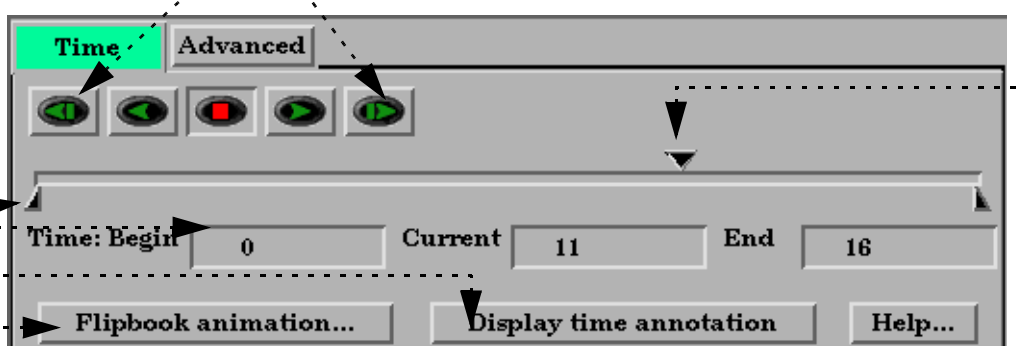 Time Advanced
Time: Begin 0 Current 11 End 16
Flipbook animation... Display time annotation Help...